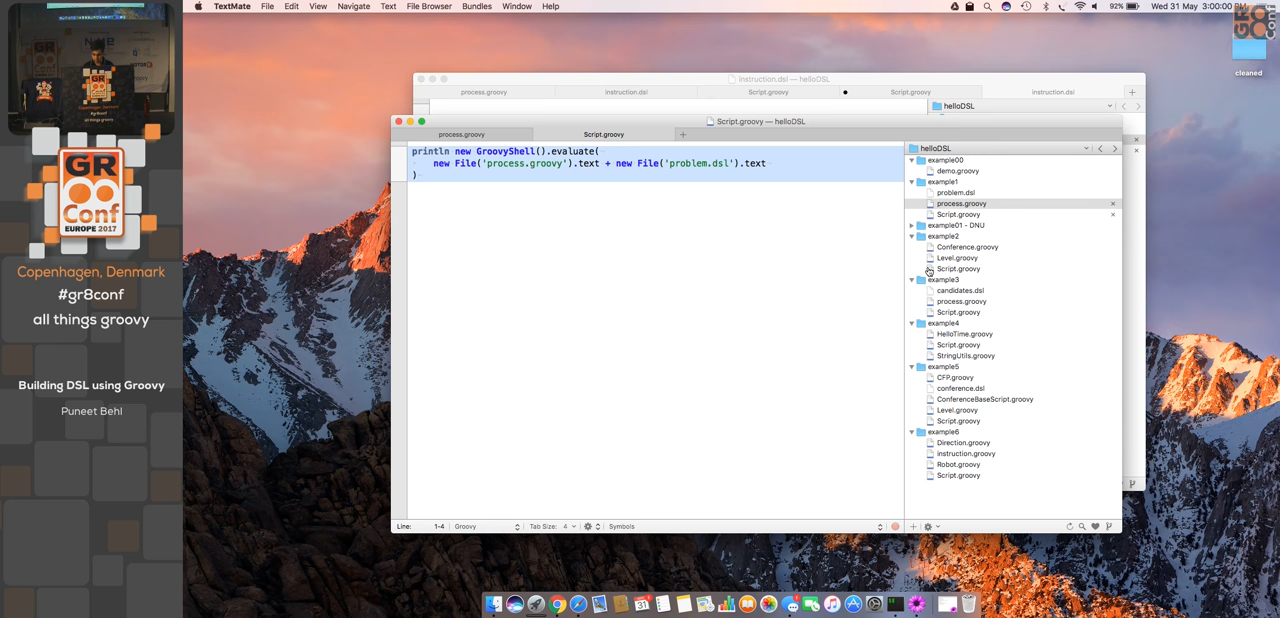 TextMate File Edit View Navigate Text File Browser Bundles Window Help
92% Wed 31 May 3:00:00 PM
GR
Conf
cleaned
GR
Conf
EUROPE 2017
Copenhagen, Denmark
#gr8conf
all things groovy
Building DSL using Groovy
Puneet Behl
instruction.dsl — helloDSL
process.groovy instruction.dsl Script.groovy Script.groovy instruction.dsl
helloDSL
Script.groovy — helloDSL
process.groovy Script.groovy
println new GroovyShell().evaluate(
new File('process.groovy').text + new File('problem.dsl').text
)
helloDSL
example00
demo.groovy
example1
problem.dsl
process.groovy
Script.groovy
example01 - DNU
example2
Conference.groovy
Level.groovy
Script.groovy
example3
candidates.dsl
process.groovy
Script.groovy
example4
HelloTime.groovy
Script.groovy
StringUtils.groovy
example5
CFP.groovy
conference.dsl
ConferenceBaseScript.groovy
Level.groovy
Script.groovy
example6
Direction.groovy
instruction.groovy
Robot.groovy
Script.groovy
Line: 1-4 Groovy Tab Size: 4 Symbols
31